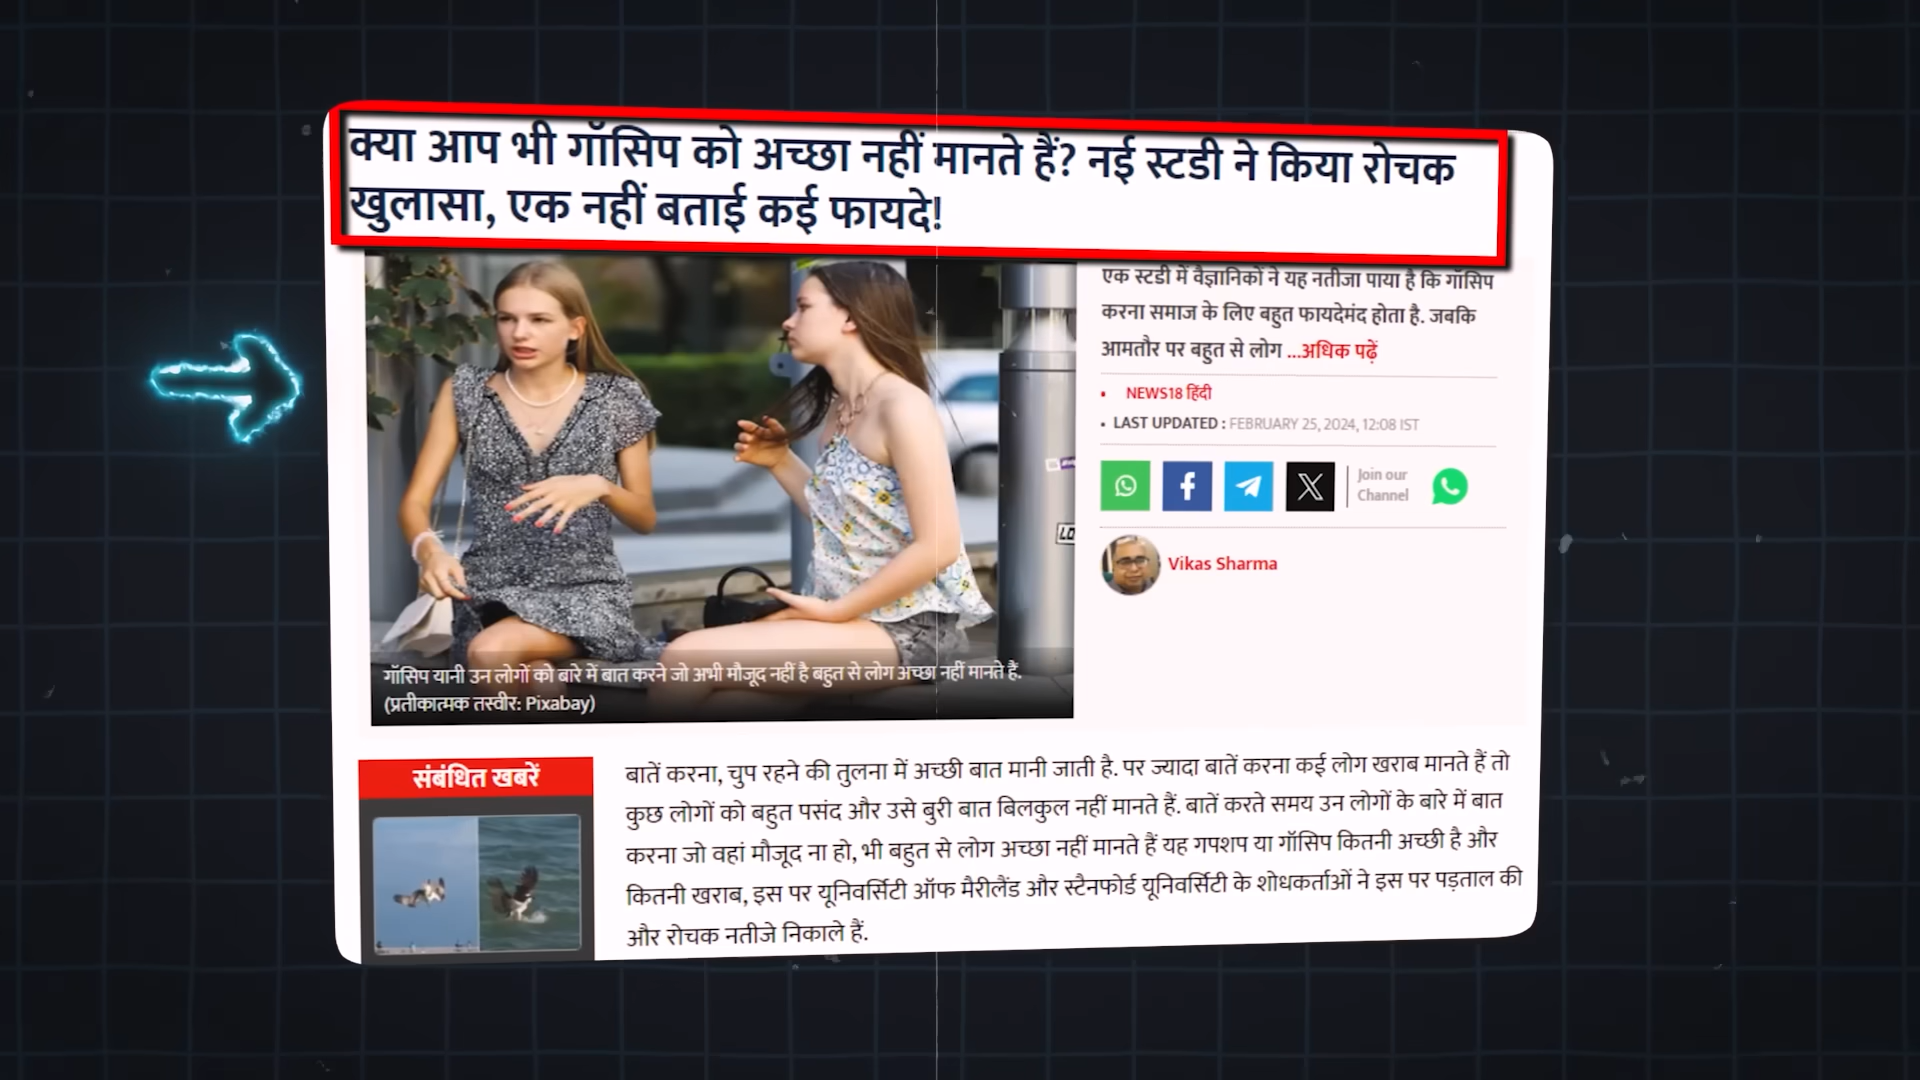 क्या आप भी गॉसिप को अच्छा नहीं मानते हैं? नई स्टडी ने किया रोचक
खुलासा, एक नहीं बताई कई फायदे!
एक स्टडी में वैज्ञानिकों ने यह नतीजा पाया है कि गॉसिप
करना समाज के लिए बहुत फायदेमंद होता है. जबकि
आमतौर पर बहुत से लोग ...अधिक पढ़ें
NEWS18 हिंदी
LAST UPDATED : FEBRUARY 25, 2024, 12:08 IST
Join our
Channel
Vikas Sharma
LO
गॉसिप यानी उन लोगों को बारे में बात करने जो अभी मौजूद नहीं है बहुत से लोग अच्छा नहीं मानते हैं.
(प्रतीकात्मक तस्वीर: Pixabay)
संबंधित खबरें
बातें करना, चुप रहने की तुलना में अच्छी बात मानी जाती है. पर ज्यादा बातें करना कई लोग खराब मानते हैं तो
कुछ लोगों को बहुत पसंद और उसे बुरी बात बिलकुल नहीं मानते हैं. बातें करते समय उन लोगों के बारे में बात
करना जो वहां मौजूद ना हो, भी बहुत से लोग अच्छा नहीं मानते हैं यह गपशप या गॉसिप कितनी अच्छी है और
कितनी खराब, इस पर यूनिवर्सिटी ऑफ मैरीलैंड और स्टैनफोर्ड यूनिवर्सिटी के शोधकर्ताओं ने इस पर पड़ताल की
और रोचक नतीजे निकाले हैं.